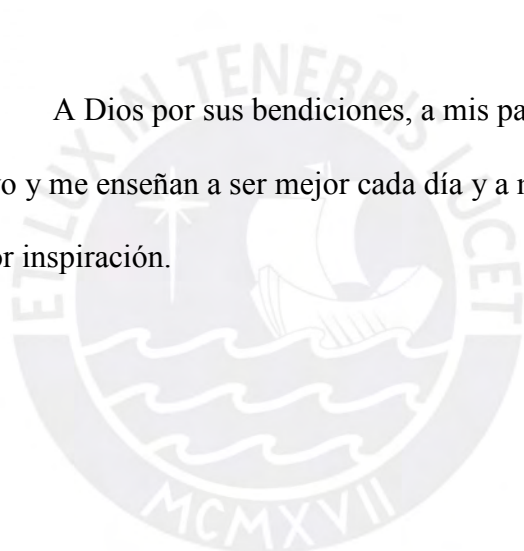 A Dios por sus bendiciones, a mis pa
o y me enseñan a ser mejor cada día y a
or inspiración.
ET LUX IN TENEBRIS LUCET
MCMXVII